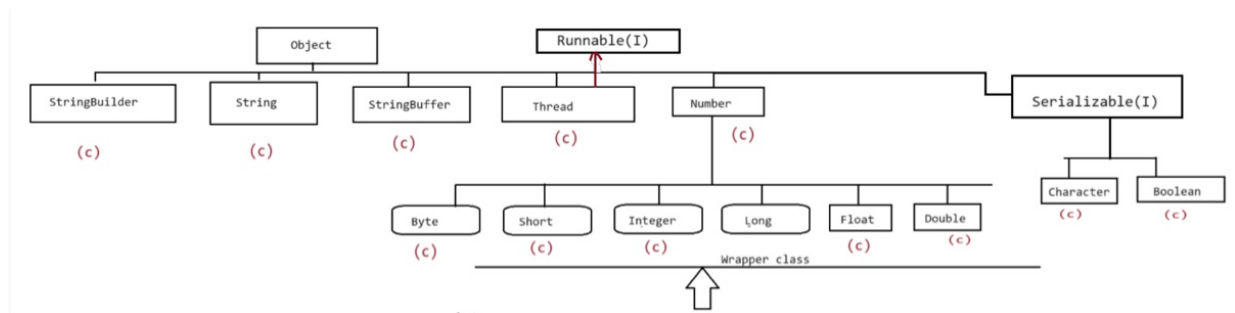 Object
Runnable(I)
StringBuilder
String
StringBuffer
Thread
Number
Serializable(I)
(c)
(c)
(c)
(c)
(c)
Character
Boolean
(c)
(c)
Byte
Short
Integer
Long
Float
Double
(c)
(c)
(c)
(c)
(c)
Wrapper class